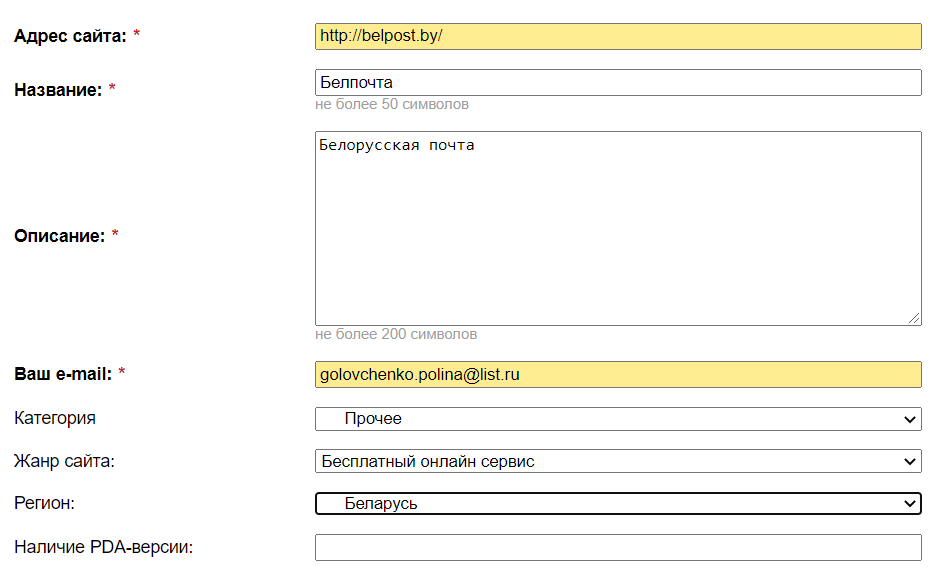 Адрес сайта: * http://belpost.by/
Название: * Белпочта
не более 50 символов
Белорусская почта
Описание: *
не более 200 символов
Ваш e-mail: * golovchenko.polina@list.ru
Категория Прочее
Жанр сайта: Бесплатный онлайн сервис
Регион: Беларусь
Наличие PDA-версии: